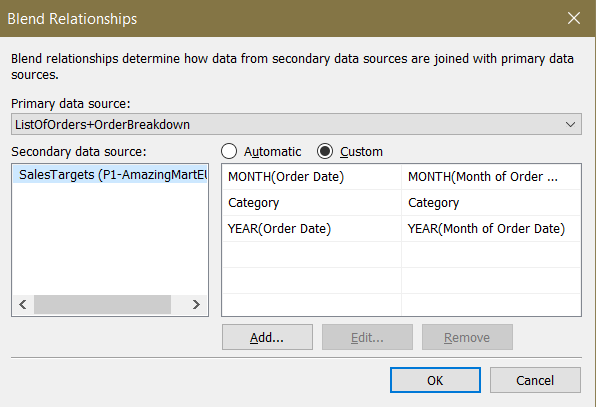 Blend Relationships
Blend relationships determine how data from secondary data sources are joined with primary data
sources.
Primary data source:
ListOfOrders+OrderBreakdown
Secondary data source:
Automatic
Custom
SalesTargets (P1-AmazingMartEU
MONTH(Order Date)
MONTH(Month of Order ...
Category
Category
YEAR(Order Date)
YEAR(Month of Order Date)
Add...
Edit...
Remove
OK
Cancel